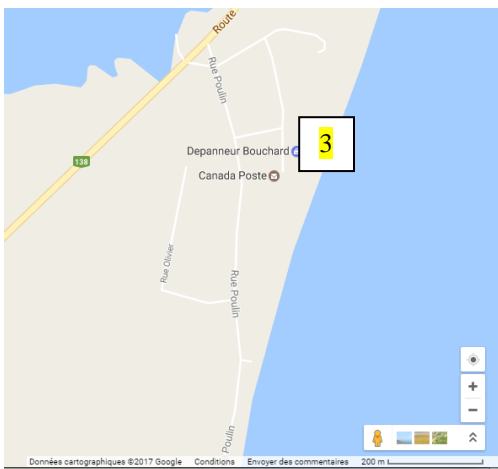 Route
Rue Poulin
3
Depanneur Bouchard
138
Canada Poste
Rue Olivier
Rue Poulin
Poulin
Données cartographiques ©2017 Google Conditions Envoyer des commentaires 200 m